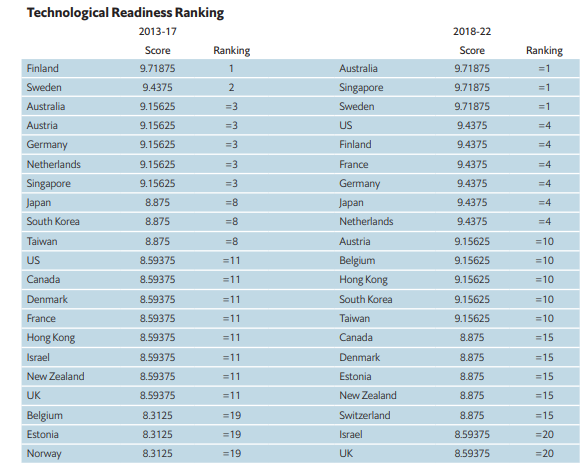 Technological Readiness Ranking
2013-17 2018-22
Score Ranking Score Ranking
Finland 9.71875 1 Australia 9.71875 =1
Sweden 9.4375 2 Singapore 9.71875 =1
Australia 9.15625 =3 Sweden 9.71875 =1
Austria 9.15625 =3 US 9.4375 =4
Germany 9.15625 =3 Finland 9.4375 =4
Netherlands 9.15625 =3 France 9.4375 =4
Singapore 9.15625 =3 Germany 9.4375 =4
Japan 8.875 =8 Japan 9.4375 =4
South Korea 8.875 =8 Netherlands 9.4375 =4
Taiwan 8.875 =8 Austria 9.15625 =10
US 8.59375 =11 Belgium 9.15625 =10
Canada 8.59375 =11 Hong Kong 9.15625 =10
Denmark 8.59375 =11 South Korea 9.15625 =10
France 8.59375 =11 Taiwan 9.15625 =10
Hong Kong 8.59375 =11 Canada 8.875 =15
Israel 8.59375 =11 Denmark 8.875 =15
New Zealand 8.59375 =11 Estonia 8.875 =15
UK 8.59375 =11 New Zealand 8.875 =15
Belgium 8.3125 =19 Switzerland 8.875 =15
Estonia 8.3125 =19 Israel 8.59375 =20
Norway 8.3125 =19 UK 8.59375 =20